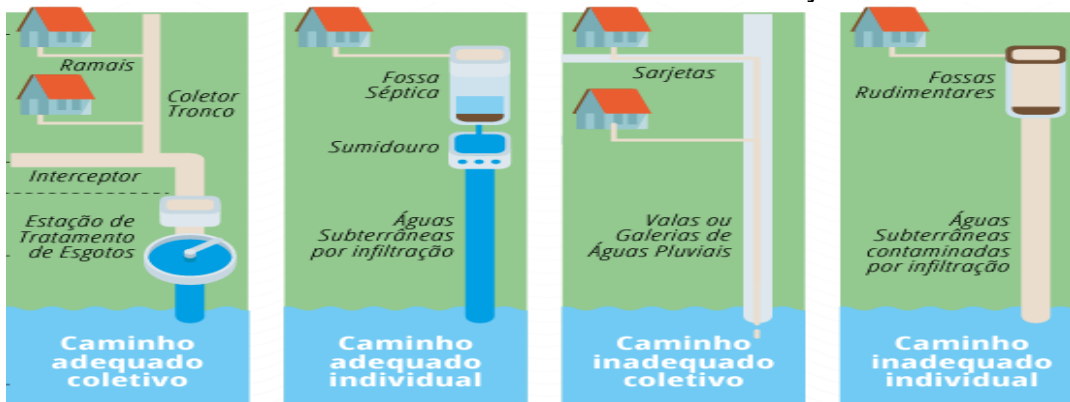 Ramais
Coletor
Tronco
Interceptor
Estação de
Tratamento
de Esgotos
Caminho
adequado
coletivo
Fossa
Séptica
Sumidouro
Águas
Subterrâneas
por infiltração
Caminho
adequado
individual
Sarjetas
Valas ou
Galerias de
Águas Pluviais
Caminho
inadequado
coletivo
Fossas
Rudimentares
Águas
Subterrâneas
contaminadas
por infiltração
Caminho
inadequado
individual